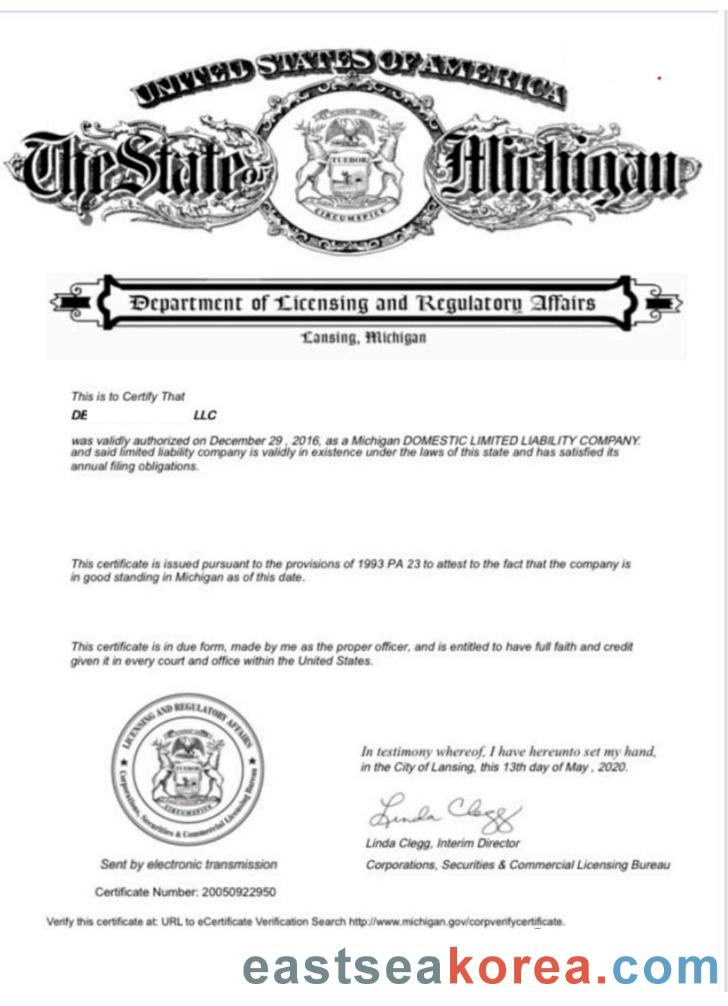 UNITED STATES OF AMERICA
The State of Michigan
TUEBOR
CIRCUMSPICE
Department of Licensing and Regulatory Affairs
Lansing, Michigan
This is to Certify That
DE LLC
was validly authorized on December 29 , 2016, as a Michigan DOMESTIC LIMITED LIABILITY COMPANY.
and said limited liability company is validly in existence under the laws of this state and has satisfied its
annual filing obligations.
This certificate is issued pursuant to the provisions of 1993 PA 23 to attest to the fact that the company is
in good standing in Michigan as of this date.
This certificate is in due form, made by me as the proper officer, and is entitled to have full faith and credit
given it in every court and office within the United States.
LICENSING AND REGULATORY AFFAIRS
Corporations, Securities & Commercial Licensing Bureau
TUEBOR
CIRCUMSPICE
In testimony whereof, I have hereunto set my hand,
in the City of Lansing, this 13th day of May , 2020.
Linda Clegg
Linda Clegg, Interim Director
Sent by electronic transmission
Corporations, Securities & Commercial Licensing Bureau
Certificate Number: 20050922950
Verify this certificate at: URL to eCertificate Verification Search http://www.michigan.gov/corpverifycertificate.
eastseakorea.com